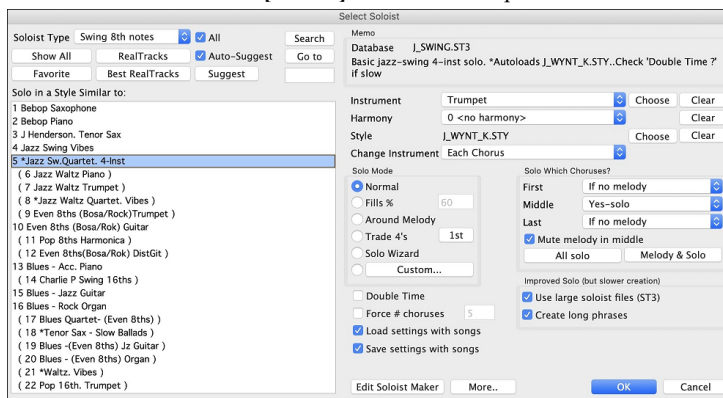 Select Soloist
Soloist Type Swing 8th notes All Search
Show All RealTracks Auto-Suggest Go to
Favorite Best RealTracks Suggest
Solo in a Style Similar to:
1 Bebop Saxophone
2 Bebop Piano
3 J Henderson. Tenor Sax
4 Jazz Swing Vibes
5 *Jazz Sw.Quartet. 4-Inst
( 6 Jazz Waltz Piano )
( 7 Jazz Waltz Trumpet )
( 8 *Jazz Waltz Quartet. Vibes )
( 9 Even 8ths (Bosa/Rok)Trumpet )
10 Even 8ths (Bosa/Rok) Guitar
( 11 Pop 8ths Harmonica )
( 12 Even 8ths(Bosa/Rok) DistGit )
13 Blues - Acc. Piano
( 14 Charlie P Swing 16ths )
15 Blues - Jazz Guitar
16 Blues - Rock Organ
( 17 Blues Quartet- (Even 8ths) )
( 18 *Tenor Sax - Slow Ballads )
( 19 Blues -(Even 8ths) Jz Guitar )
( 20 Blues - (Even 8ths) Organ )
( 21 *Waltz. Vibes )
( 22 Pop 16th. Trumpet )
Memo
Database J_SWING.ST3
Basic jazz-swing 4-inst solo. *Autoloads J_WYNT_K.STY..Check 'Double Time ?'
if slow
Instrument Trumpet Choose Clear
Harmony 0 <no harmony> Clear
Style J_WYNT_K.STY Choose Clear
Change Instrument Each Chorus
Solo Mode
Normal
Fills % 60
Around Melody
Trade 4's 1st
Solo Wizard
Custom...
Double Time
Force # choruses 5
Load settings with songs
Save settings with songs
Solo Which Choruses?
First If no melody
Middle Yes-solo
Last If no melody
Mute melody in middle
All solo Melody & Solo
Improved Solo (but slower creation)
Use large soloist files (ST3)
Create long phrases
Edit Soloist Maker More.. OK Cancel